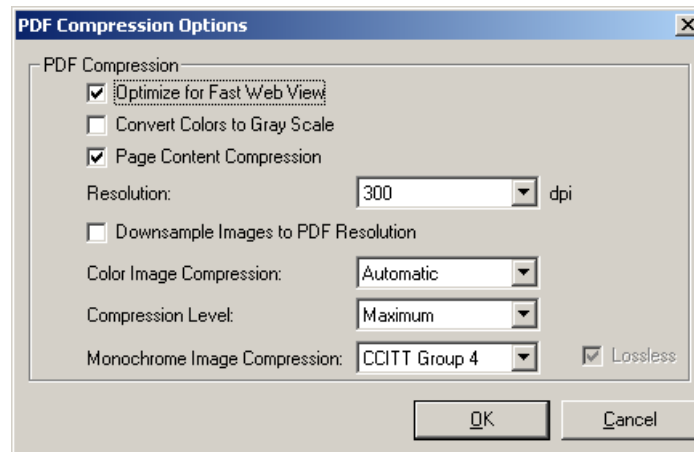 PDF Compression Options
PDF Compression
Optimize for Fast Web View
Convert Colors to Gray Scale
Page Content Compression
Resolution: 300 dpi
Downsample Images to PDF Resolution
Color Image Compression: Automatic
Compression Level: Maximum
Monochrome Image Compression: CCITT Group 4 Lossless
OK Cancel